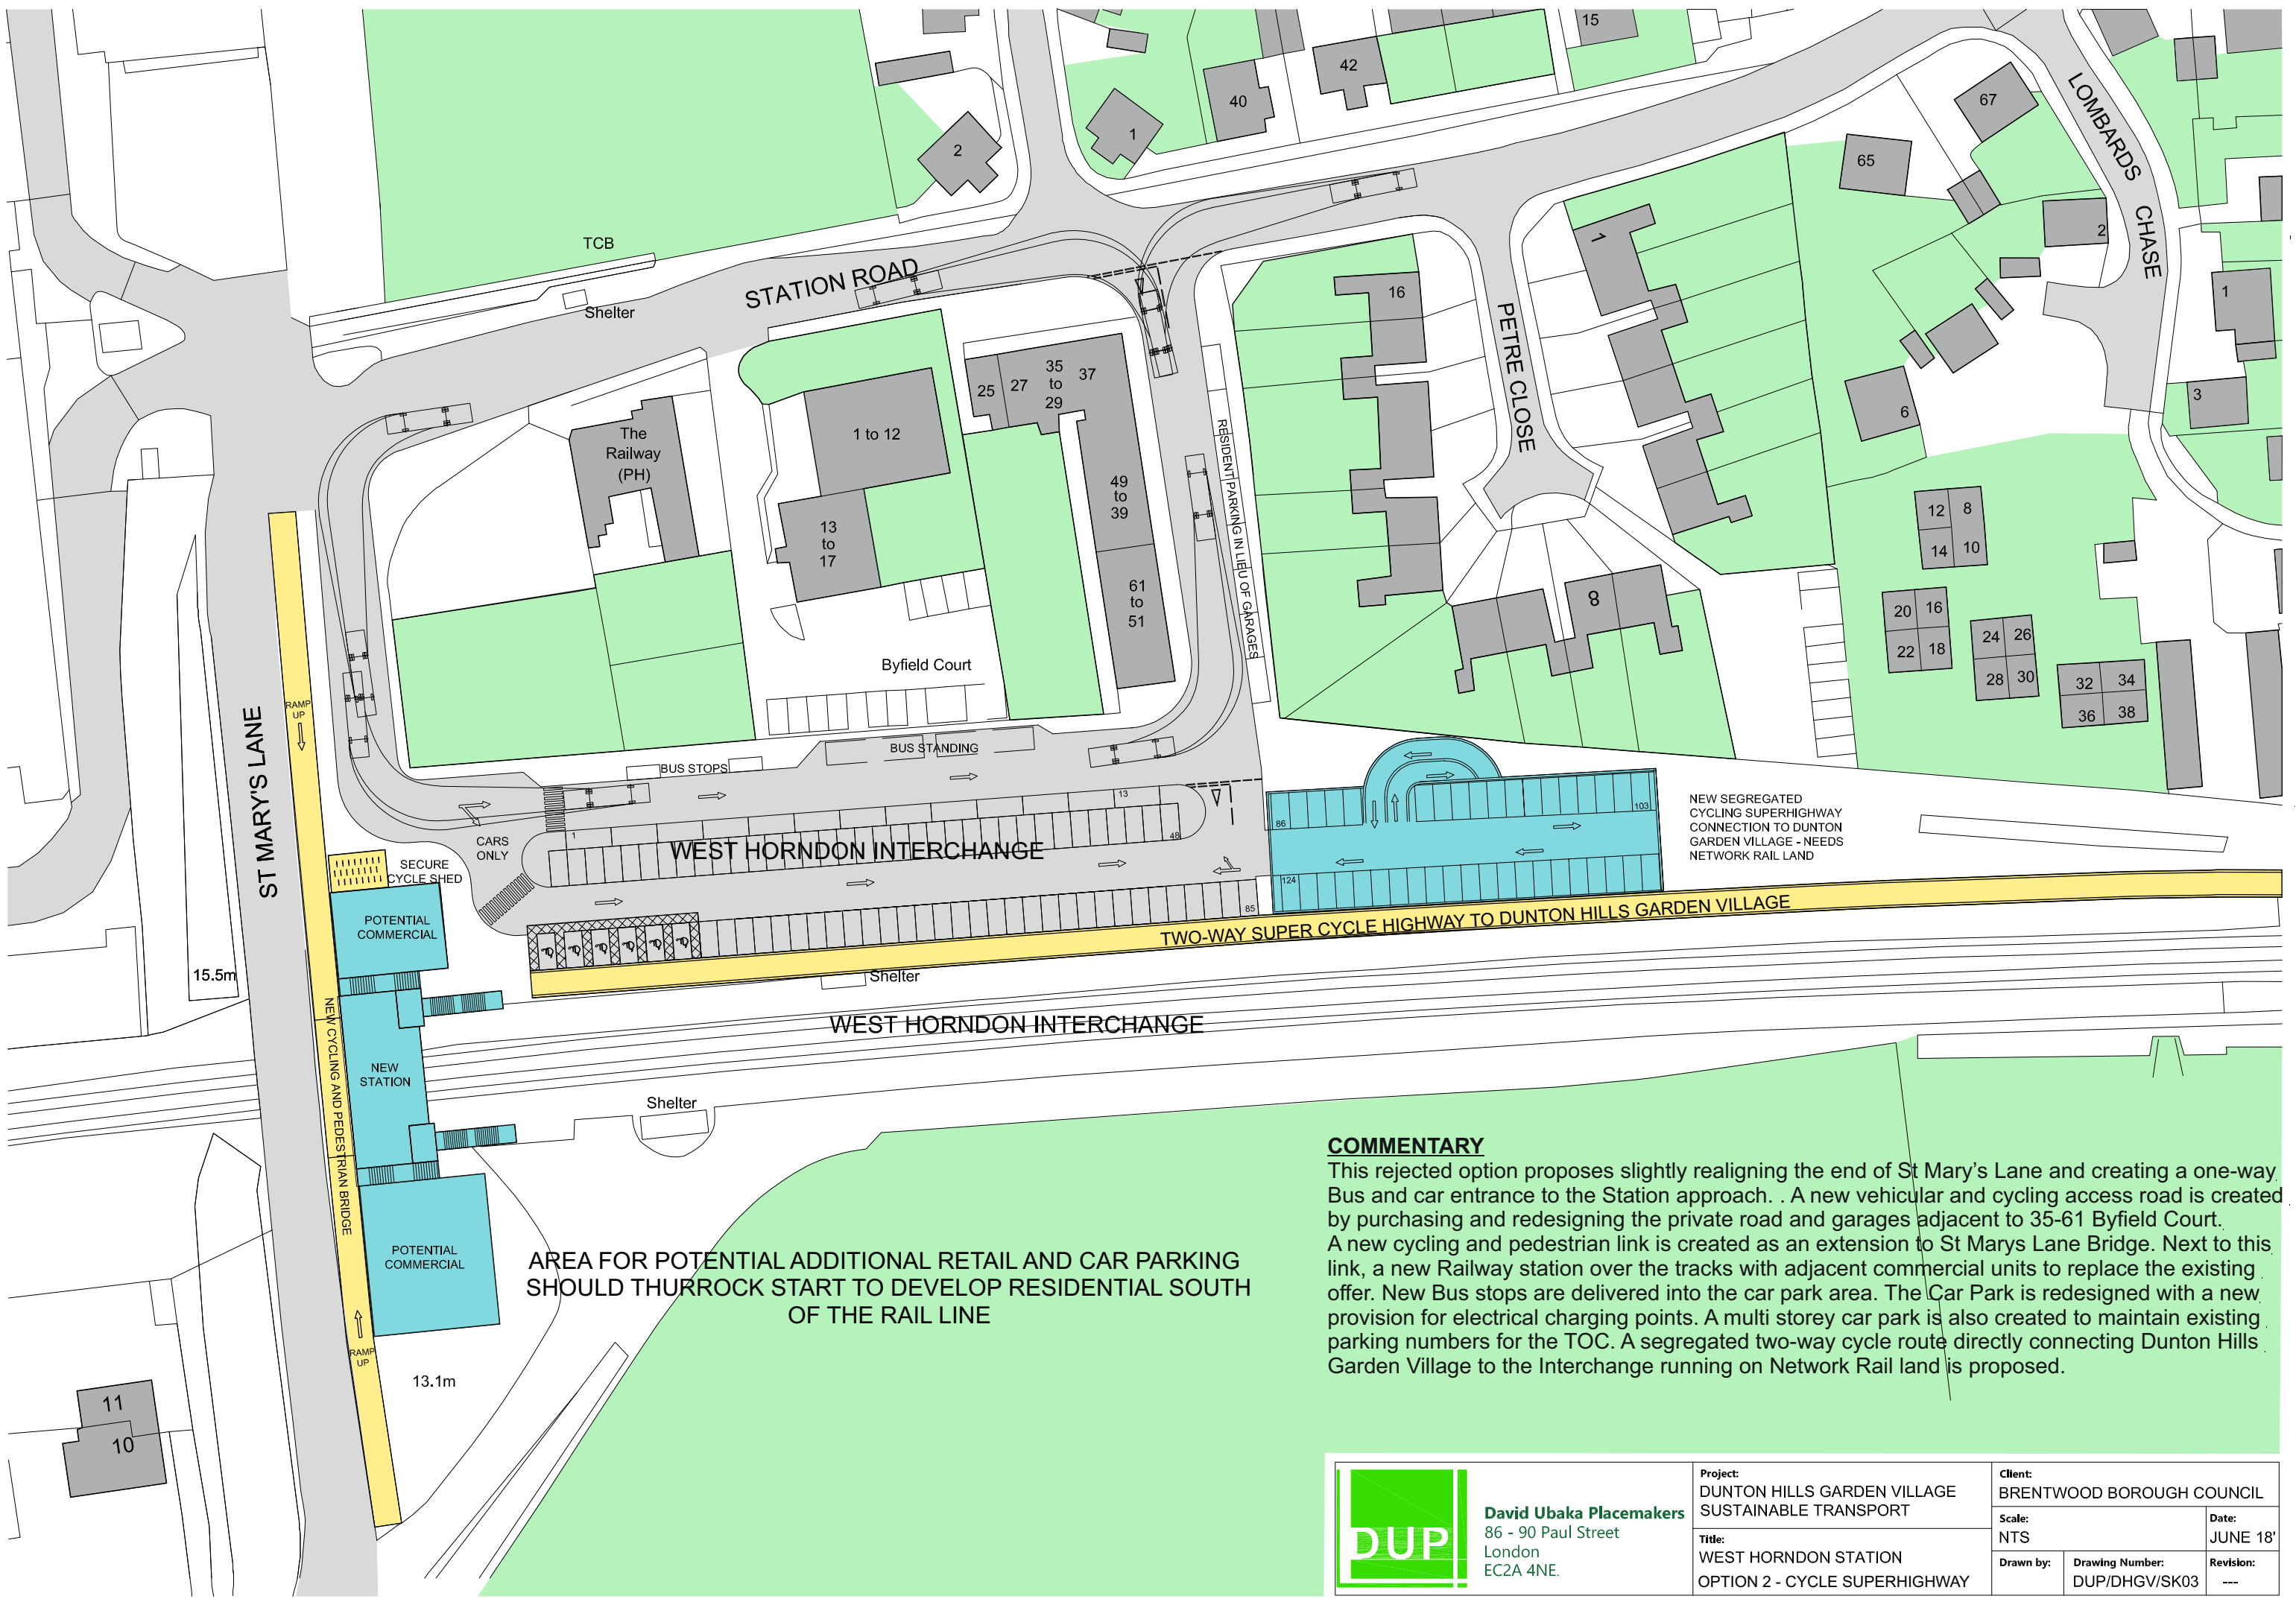 15
42
40
1
2
67
65
LOMBARDS CHASE
2
1
3
6
TCB
Shelter
STATION ROAD
16
1
PETRE CLOSE
25
27
35
to
29
37
The
Railway
(PH)
1 to 12
13
to
17
49
to
39
61
to
51
RESIDENT PARKING IN LIEU OF GARAGES
8
12 8
14 10
20 16
22 18
24 26
28 30
32 34
36 38
Byfield Court
RAMP
UP
ST MARY'S LANE
BUS STANDING
BUS STOPS
CARS
ONLY
1
13
48
WEST HORNDON INTERCHANGE
86
103
124
85
NEW SEGREGATED
CYCLING SUPERHIGHWAY
CONNECTION TO DUNTON
GARDEN VILLAGE - NEEDS
NETWORK RAIL LAND
SECURE
CYCLE SHED
POTENTIAL
COMMERCIAL
TWO-WAY SUPER CYCLE HIGHWAY TO DUNTON HILLS GARDEN VILLAGE
15.5m
Shelter
WEST HORNDON INTERCHANGE
NEW CYCLING AND PEDESTRIAN BRIDGE
NEW
STATION
Shelter
POTENTIAL
COMMERCIAL
RAMP
UP
13.1m
11
10
AREA FOR POTENTIAL ADDITIONAL RETAIL AND CAR PARKING
SHOULD THURROCK START TO DEVELOP RESIDENTIAL SOUTH
OF THE RAIL LINE
COMMENTARY
This rejected option proposes slightly realigning the end of St Mary's Lane and creating a one-way
Bus and car entrance to the Station approach. . A new vehicular and cycling access road is created
by purchasing and redesigning the private road and garages adjacent to 35-61 Byfield Court.
A new cycling and pedestrian link is created as an extension to St Marys Lane Bridge. Next to this
link, a new Railway station over the tracks with adjacent commercial units to replace the existing
offer. New Bus stops are delivered into the car park area. The Car Park is redesigned with a new
provision for electrical charging points. A multi storey car park is also created to maintain existing
parking numbers for the TOC. A segregated two-way cycle route directly connecting Dunton Hills
Garden Village to the Interchange running on Network Rail land is proposed.
DUP
David Ubaka Placemakers
86 - 90 Paul Street
London
EC2A 4NE.
Project:
DUNTON HILLS GARDEN VILLAGE
SUSTAINABLE TRANSPORT
Title:
WEST HORNDON STATION
OPTION 2 - CYCLE SUPERHIGHWAY
Client:
BRENTWOOD BOROUGH COUNCIL
Scale:
NTS
Date:
JUNE 18'
Drawn by:
Drawing Number:
DUP/DHGV/SK03
Revision:
---